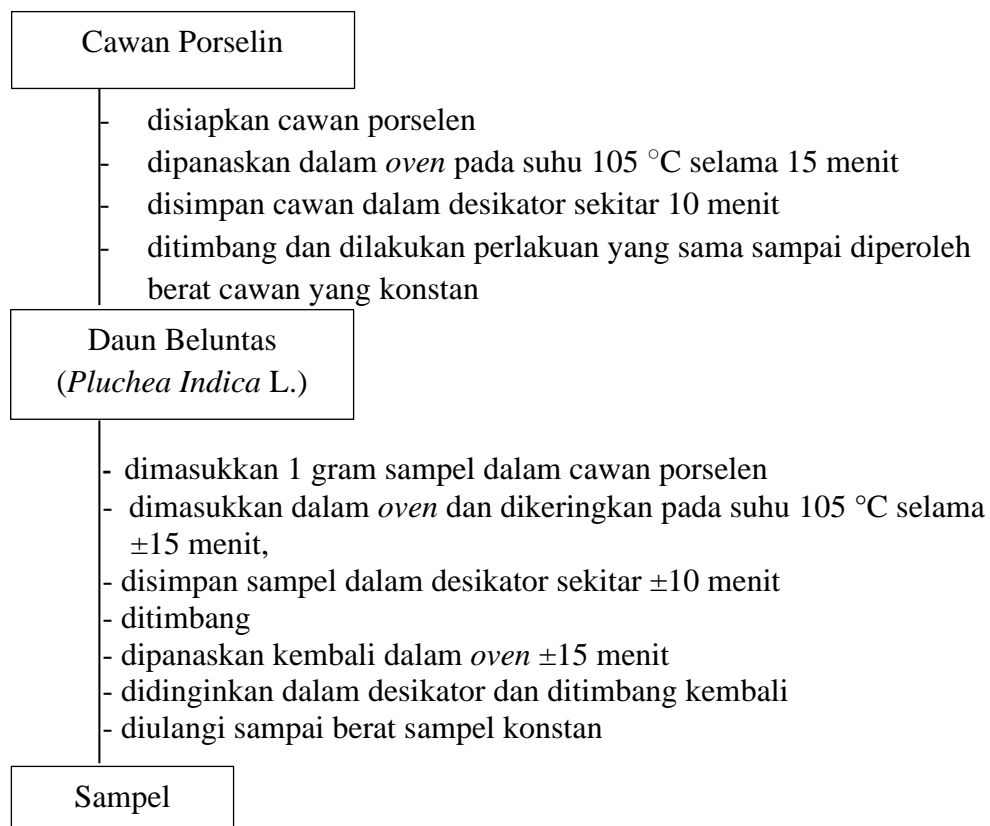 Cawan Porselin
- disiapkan cawan porselen
- dipanaskan dalam oven pada suhu 105 °C selama 15 menit
- disimpan cawan dalam desikator sekitar 10 menit
- ditimbang dan dilakukan perlakuan yang sama sampai diperoleh
berat cawan yang konstan
Daun Beluntas
(Pluchea Indica L.)
- dimasukkan 1 gram sampel dalam cawan porselen
- dimasukkan dalam oven dan dikeringkan pada suhu 105 °C selama
±15 menit,
- disimpan sampel dalam desikator sekitar ±10 menit
- ditimbang
- dipanaskan kembali dalam oven ±15 menit
- didinginkan dalam desikator dan ditimbang kembali
- diulangi sampai berat sampel konstan
Sampel